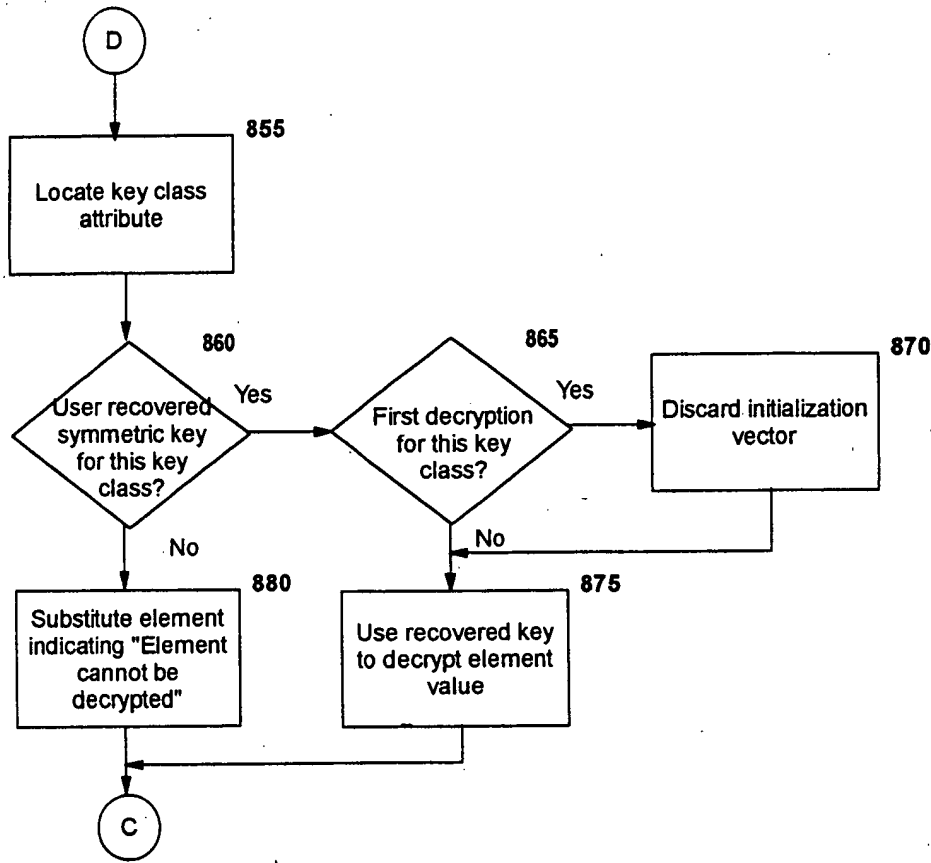 D
855
Locate key class
attribute
860
User recovered
symmetric key
for this key
class?
Yes
865
First decryption
for this key
class?
Yes
870
Discard initialization
vector
No
No
880
Substitute element
indicating "Element
cannot be
decrypted"
875
Use recovered key
to decrypt element
value
C